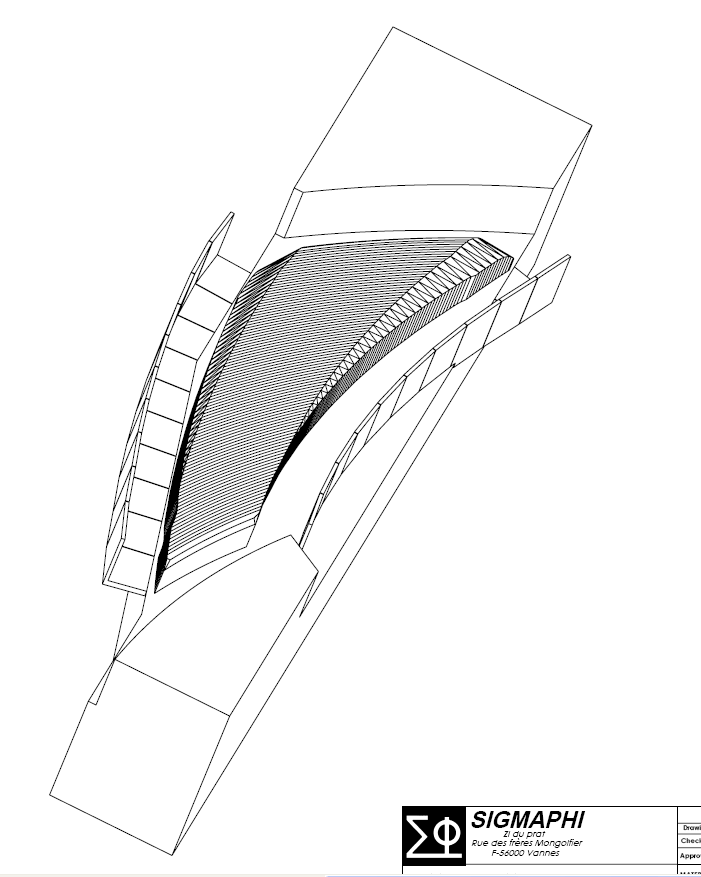 ΣΦ
SIGMAPHI
ZI du prat
Rue des frères Mongolfier
F-56000 Vannes